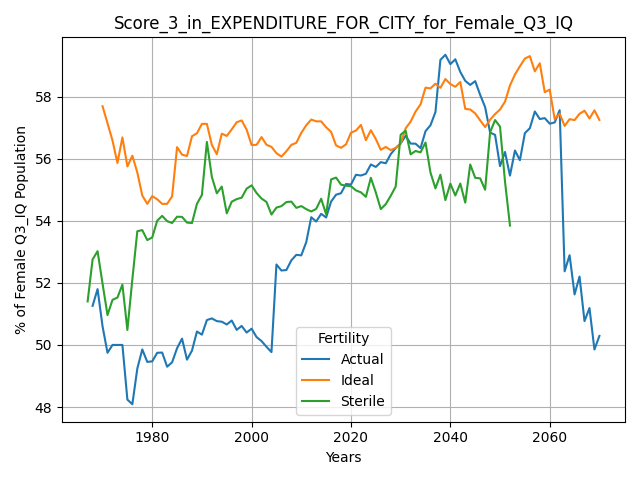 Score_3_in_EXPENDITURE_FOR_CITY_for_Female_Q3_IQ
% of Female Q3_IQ Population
58
56
54
52
50
48
Fertility
Actual
Ideal
Sterile
1980
2000
2020
2040
2060
Years